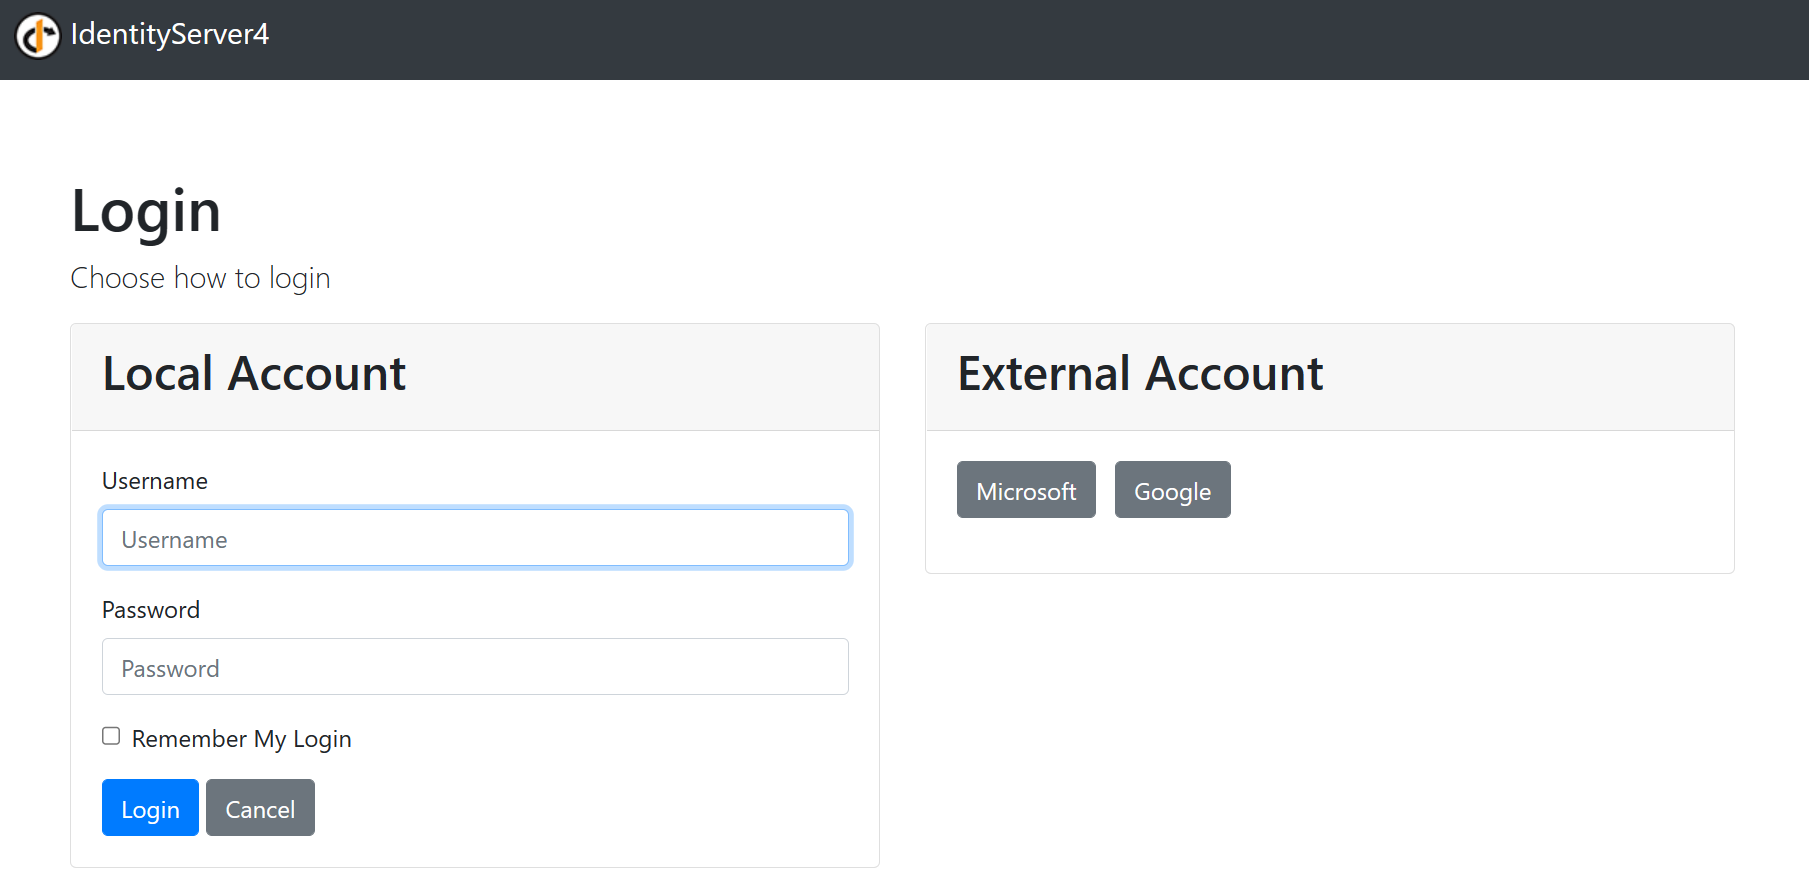 IdentityServer4
Login
Choose how to login
Local Account
Username
Username
Password
Password
Remember My Login
Login Cancel
External Account
Microsoft Google